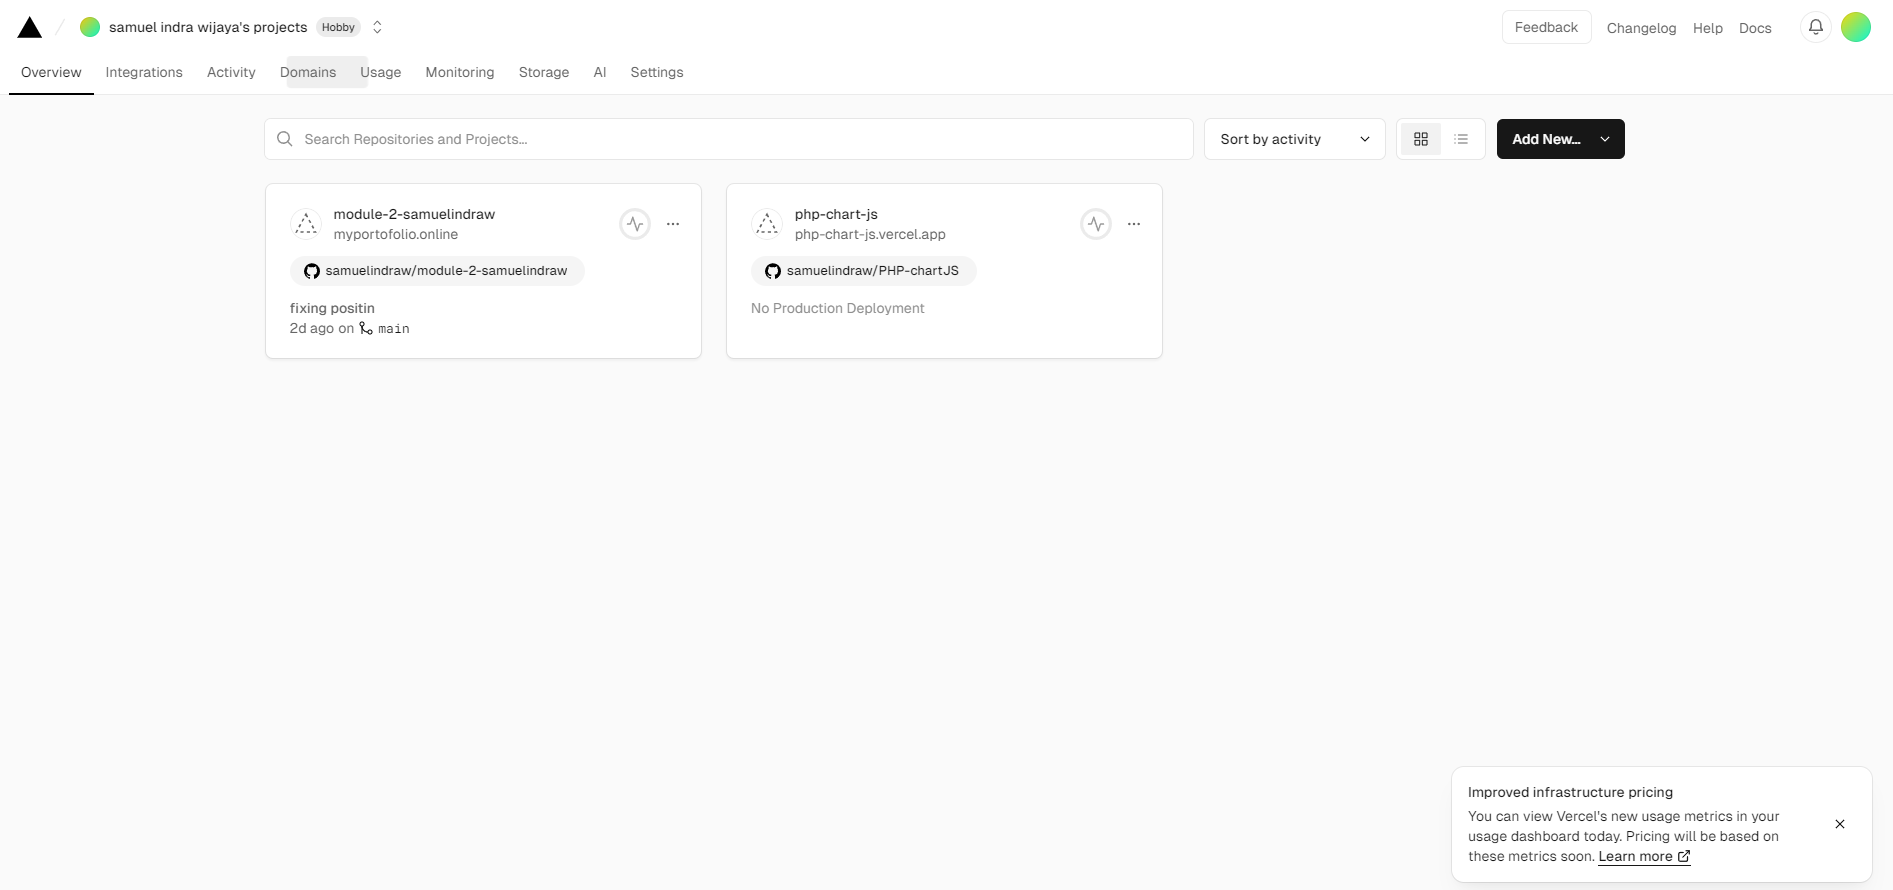 samuel indra wijaya's projects Hobby
Feedback Changelog Help Docs
Overview Integrations Activity Domains Usage Monitoring Storage AI Settings
Search Repositories and Projects...
Sort by activity
Add New...
module-2-samuelindraw
myportofolio.online
samuelindraw/module-2-samuelindraw
fixing positin
2d ago on main
php-chart-js
php-chart-js.vercel.app
samuelindraw/PHP-chartJS
No Production Deployment
Improved infrastructure pricing
You can view Vercel's new usage metrics in your
usage dashboard today. Pricing will be based on
these metrics soon. Learn more